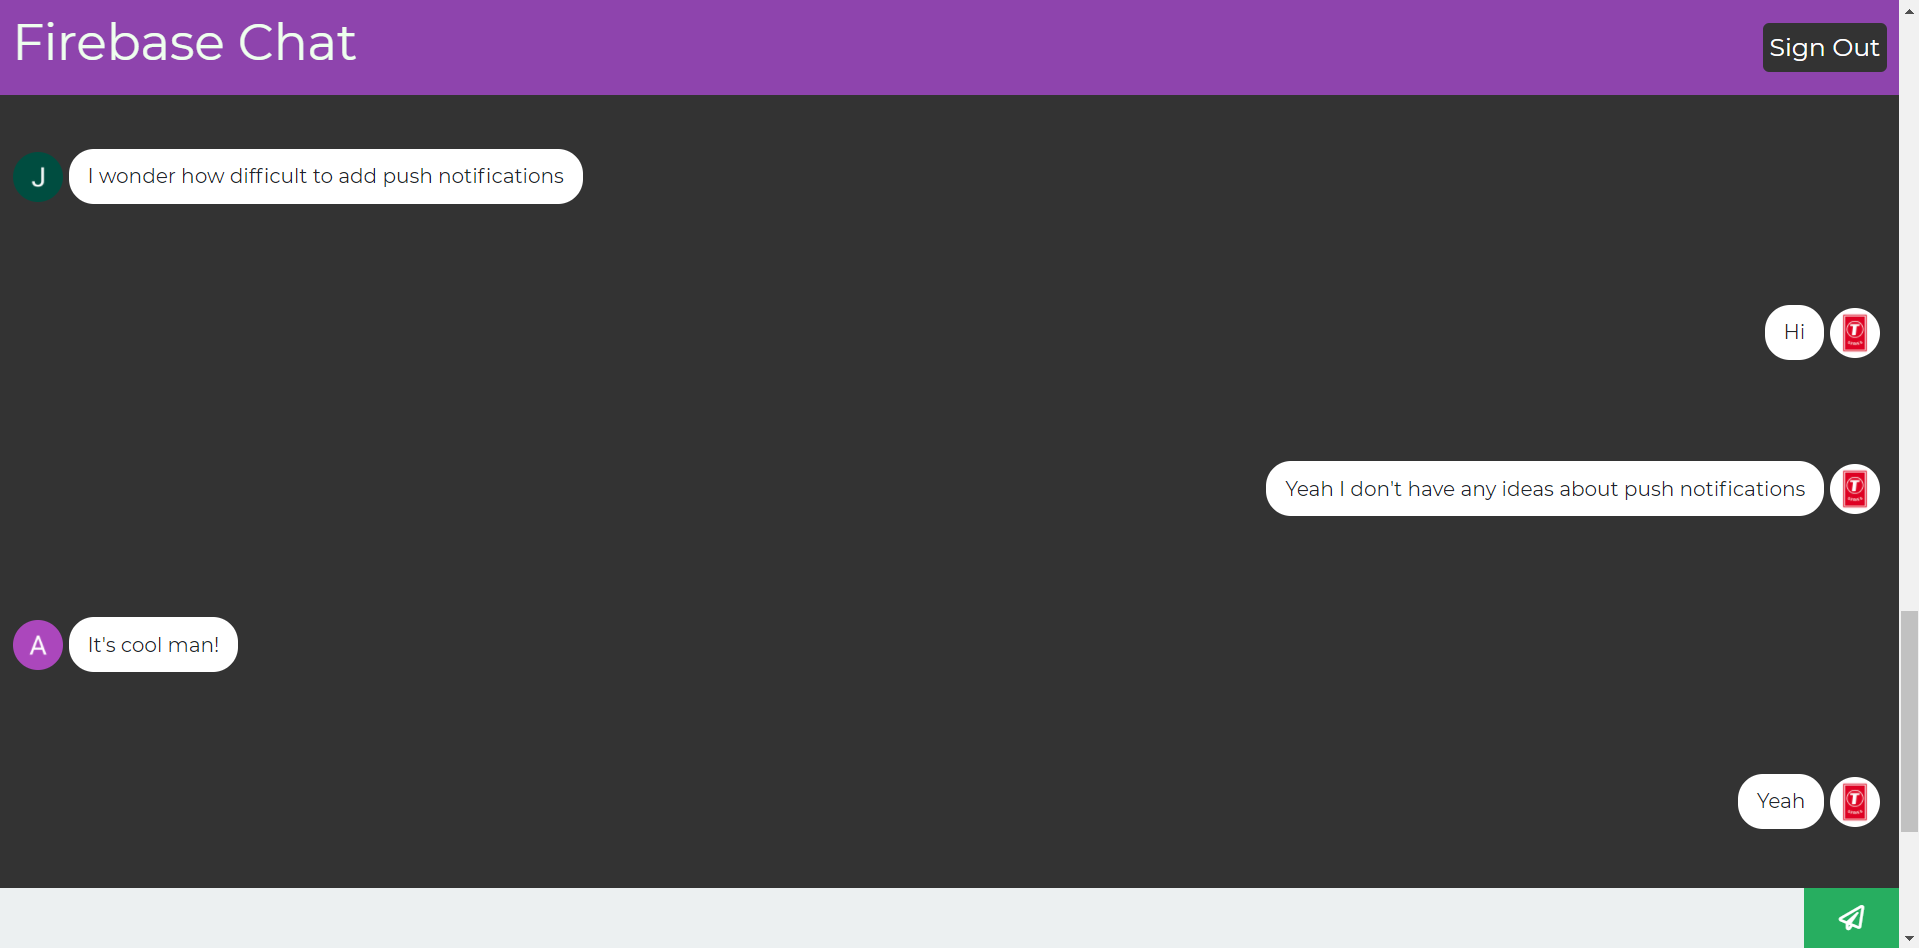 Firebase Chat
Sign Out
J
I wonder how difficult to add push notifications
Hi
T
Yeah I don't have any ideas about push notifications
T
A
It's cool man!
Yeah
T